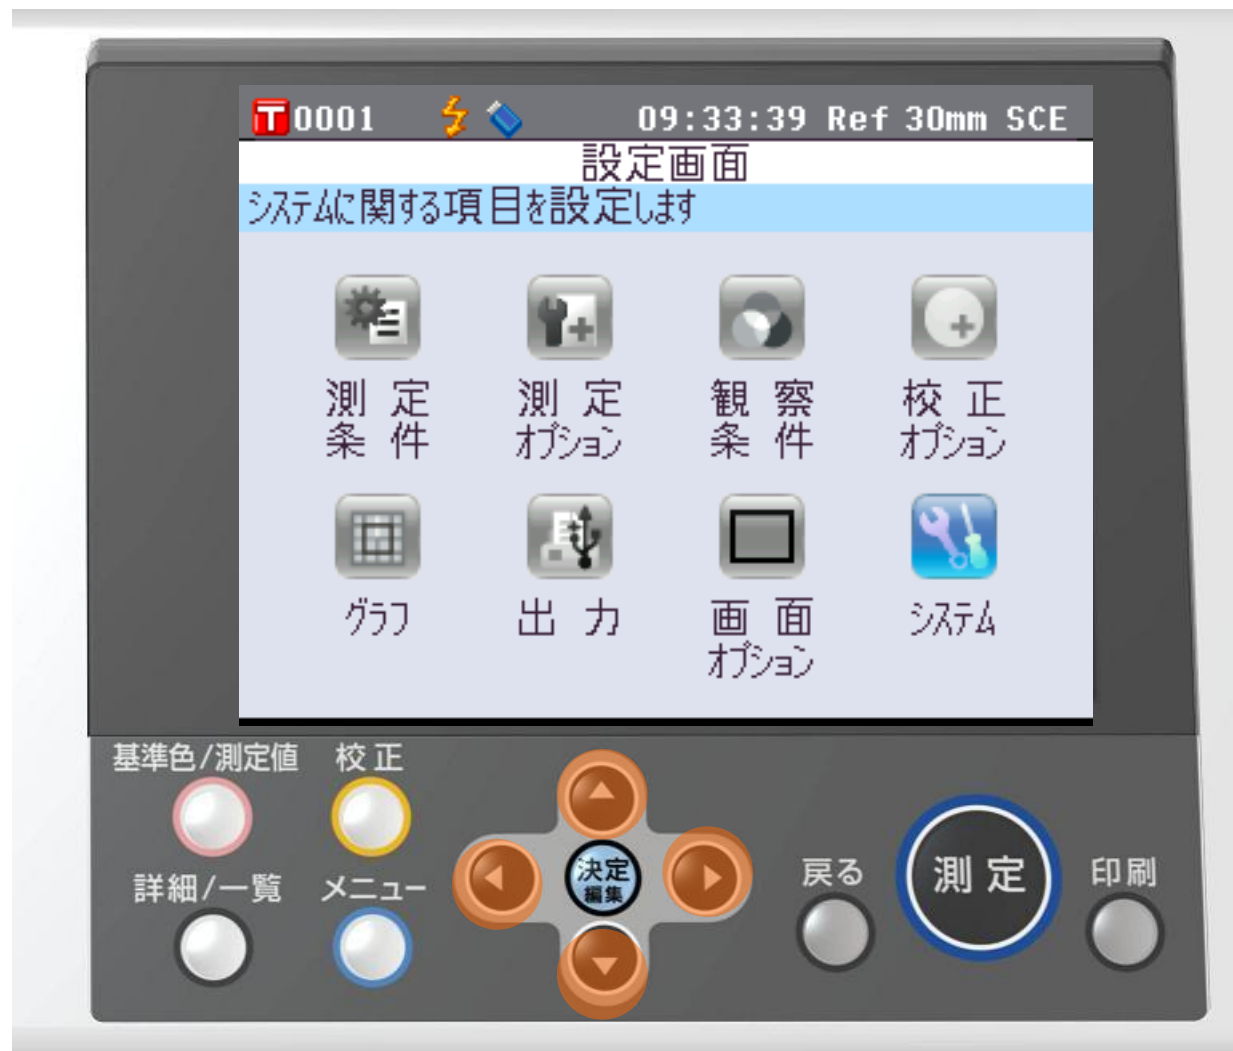 T 0001 09:33:39 Ref 30mm SCE
設定画面
システムに関する項目を設定します
測定
条件
測定
オプション
観察
条件
校正
オプション
グラフ
出力
画面
オプション
システム
基準色/測定値
校正
詳細/一覧
メニュー
決定
編集
戻る
測定
印刷